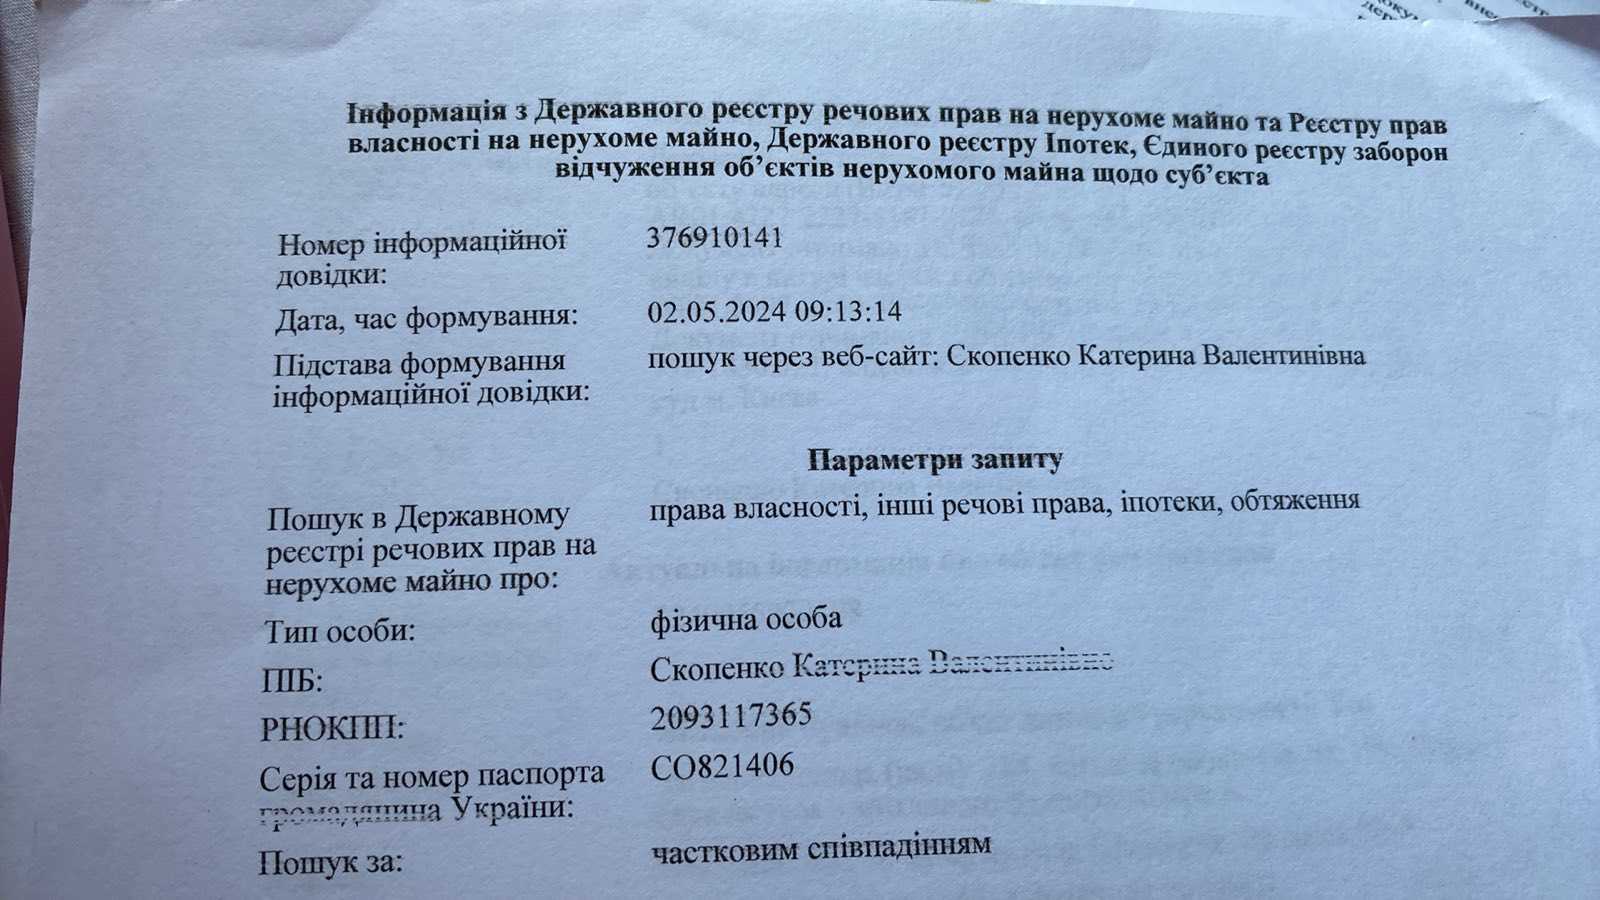 Інформація з Державного реєстру речових прав на нерухоме майно та Реєстру прав
власності на нерухоме майно, Державного реєстру Іпотек, Єдиного реєстру заборон
відчуження об’єктів нерухомого майна щодо суб’єкта
Номер інформаційної 376910141
довідки:
Дата, час формування: 02.05.2024 09:13:14
Підстава формування пошук через веб-сайт: Скопенко Катерина Валентинівна
інформаційної довідки:
Параметри запиту
Пошук в Державному права власності, інші речові права, іпотеки, обтяження
реєстрі речових прав на
нерухоме майно про:
Тип особи: фізична особа
ПІБ: Скопенко Катерина Валентинівна
РНОКПП: 2093117365
Серія та номер паспорта СО821406
громадянина України:
Пошук за: частковим співпадінням